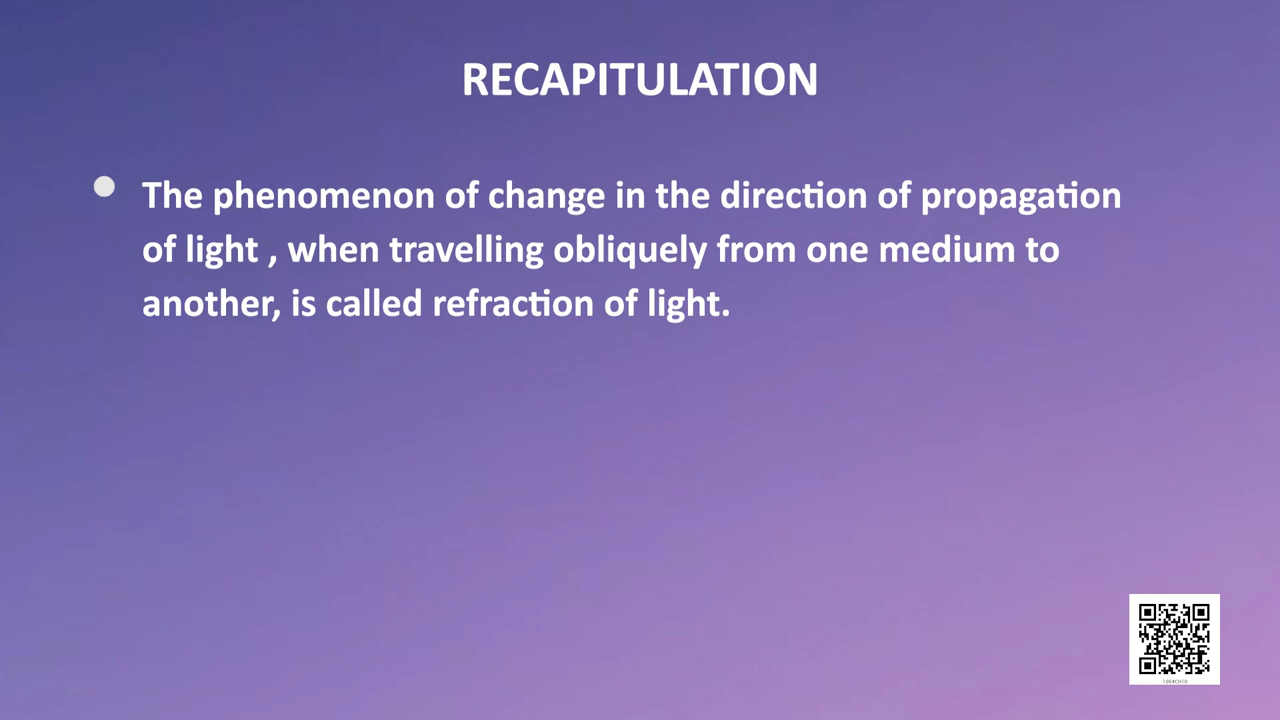 RECAPITULATION
The phenomenon of change in the direction of propagation
of light , when travelling obliquely from one medium to
another, is called refraction of light.
1064CH10